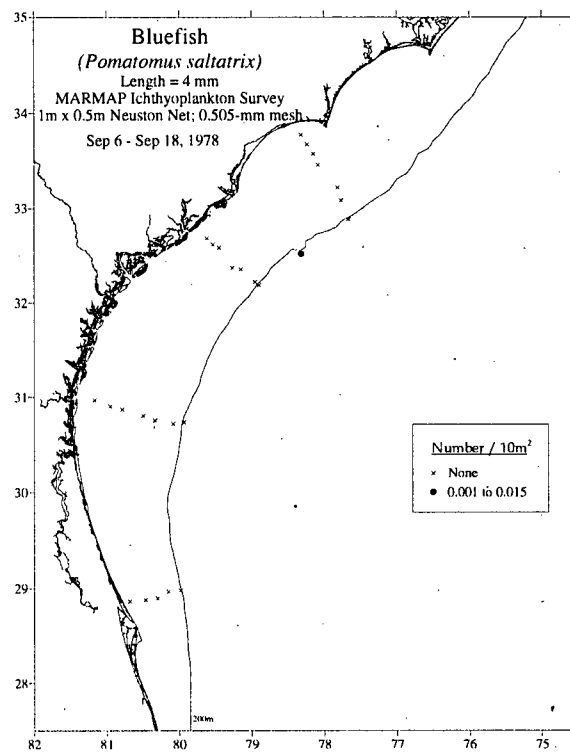 Bluefish
(Pomatomus saltatrix)
Length = 4 mm
MARMAP Ichthyoplankton Survey
1m x 0.5m Neuston Net; 0.505-mm mesh
Sep 6 - Sep 18, 1978
35
34
33
32
31
30
29
28
Number / 10m²
× None
● 0.001 to 0.015
200m
82 81 80 79 78 77 76 75